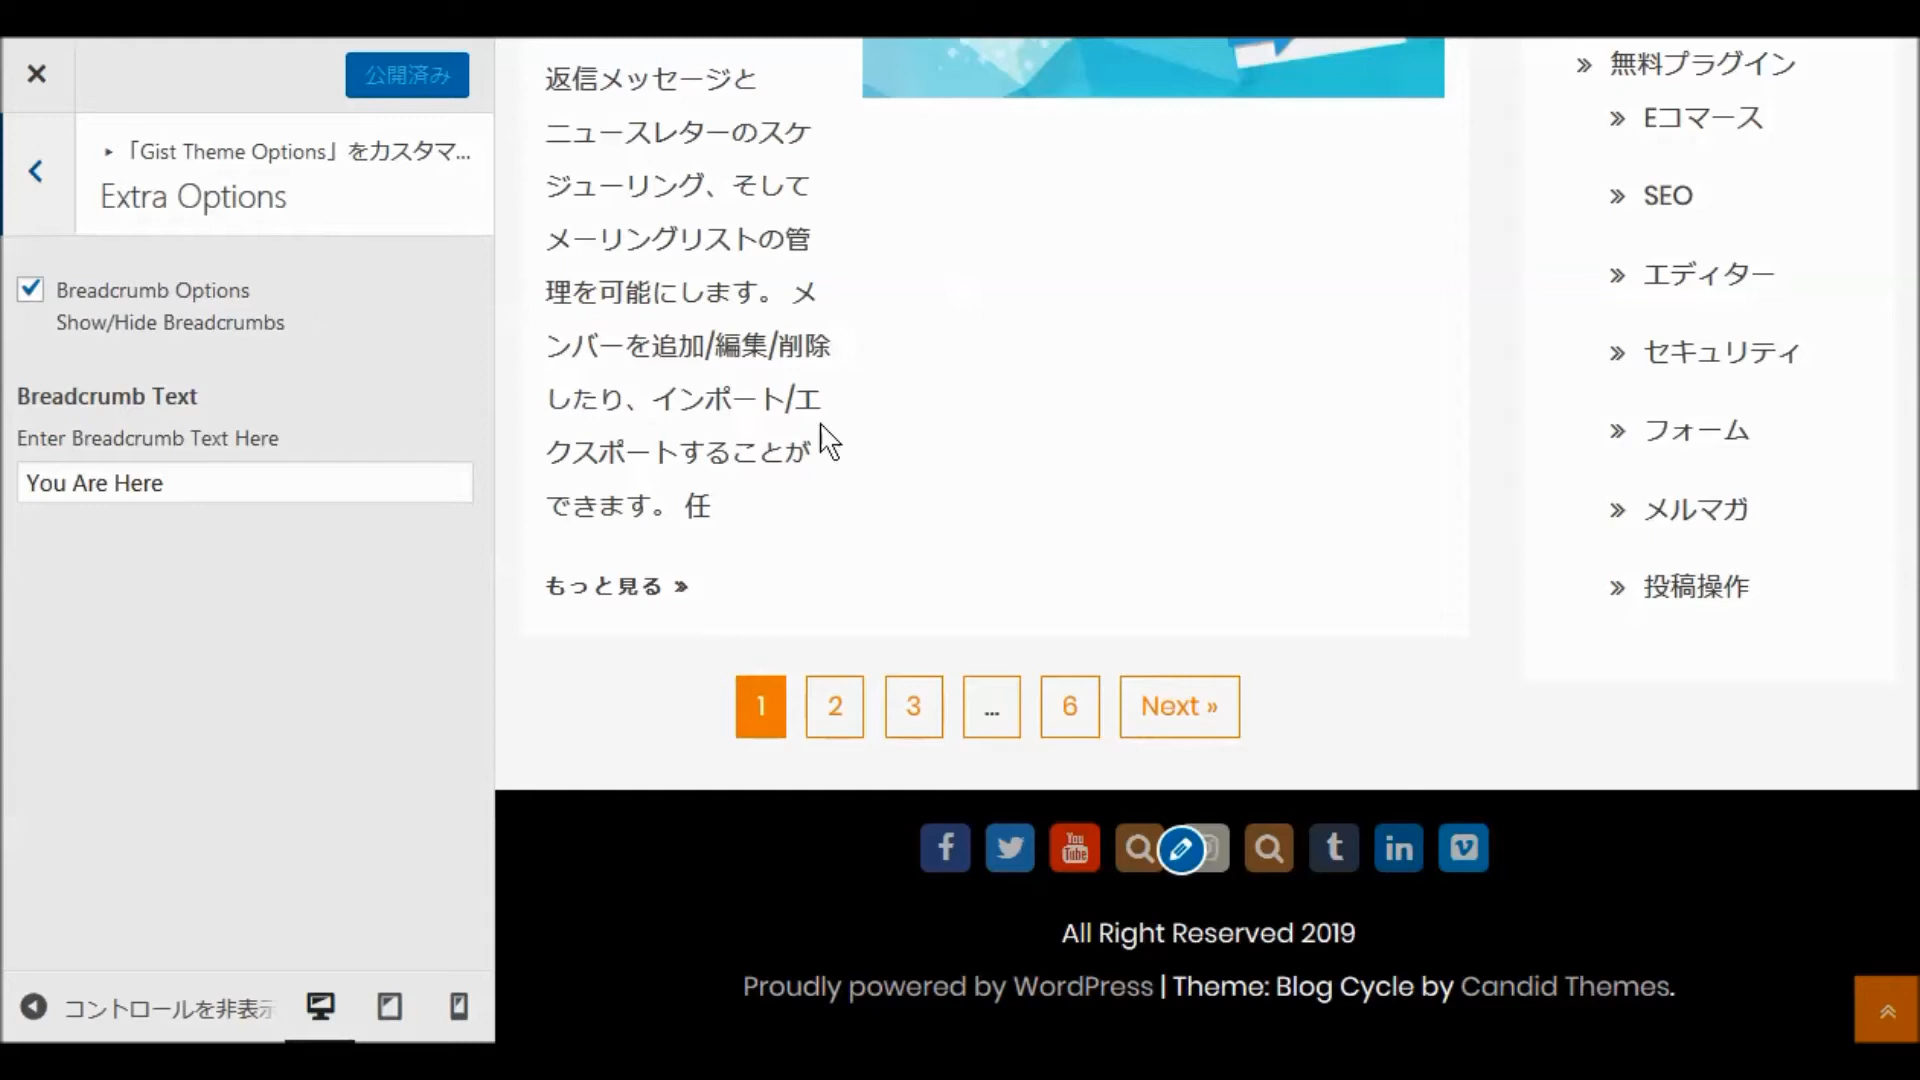 公開済み
▸ 「Gist Theme Options」をカスタマ...
Extra Options
Breadcrumb Options
Show/Hide Breadcrumbs
Breadcrumb Text
Enter Breadcrumb Text Here
You Are Here
コントロールを非表示
返信メッセージと
ニュースレターのスケ
ジューリング、そして
メーリングリストの管
理を可能にします。 メ
ンバーを追加/編集/削除
したり、インポート/エ
クスポートすることが
できます。 任
もっと見る »
1 2 3 ... 6 Next »
» 無料プラグイン
» Eコマース
» SEO
» エディター
» セキュリティ
» フォーム
» メルマガ
» 投稿操作
You Tube
All Right Reserved 2019
Proudly powered by WordPress | Theme: Blog Cycle by Candid Themes.